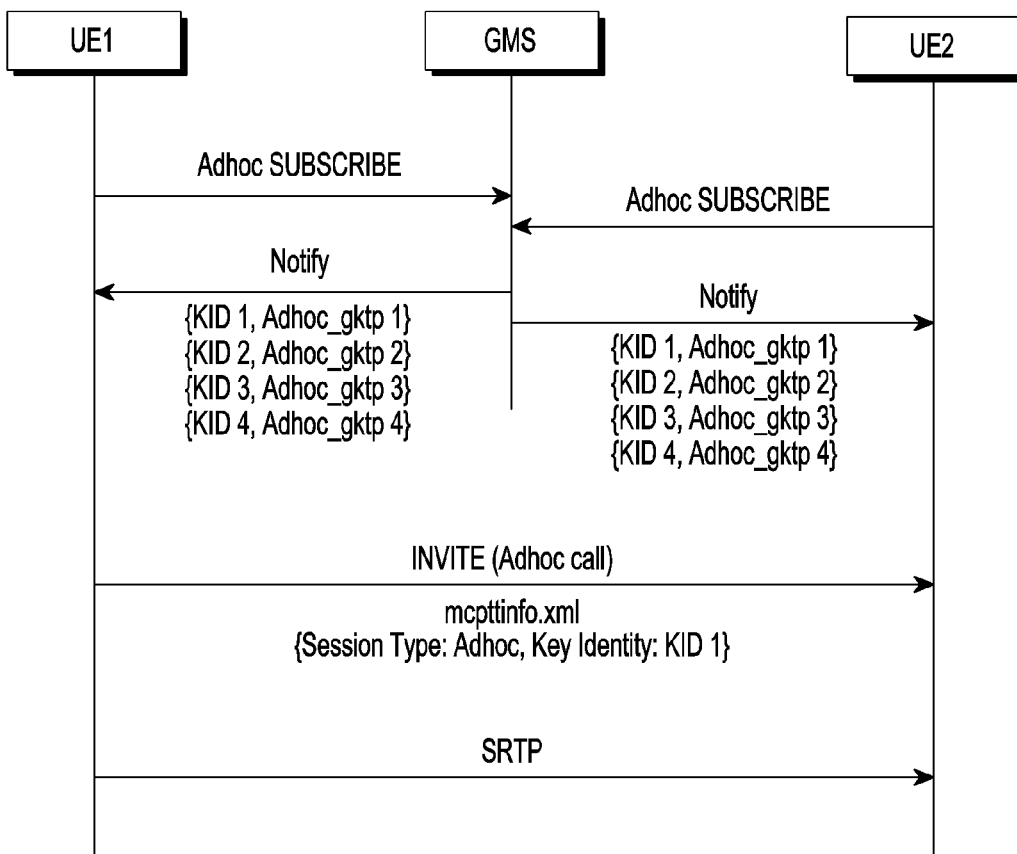 UE1
GMS
UE2
Adhoc SUBSCRIBE
Adhoc SUBSCRIBE
Notify
{KID 1, Adhoc_gktp 1}
{KID 2, Adhoc_gktp 2}
{KID 3, Adhoc_gktp 3}
{KID 4, Adhoc_gktp 4}
Notify
{KID 1, Adhoc_gktp 1}
{KID 2, Adhoc_gktp 2}
{KID 3, Adhoc_gktp 3}
{KID 4, Adhoc_gktp 4}
INVITE (Adhoc call)
mcpttinfo.xml
{Session Type: Adhoc, Key Identity: KID 1}
SRTP